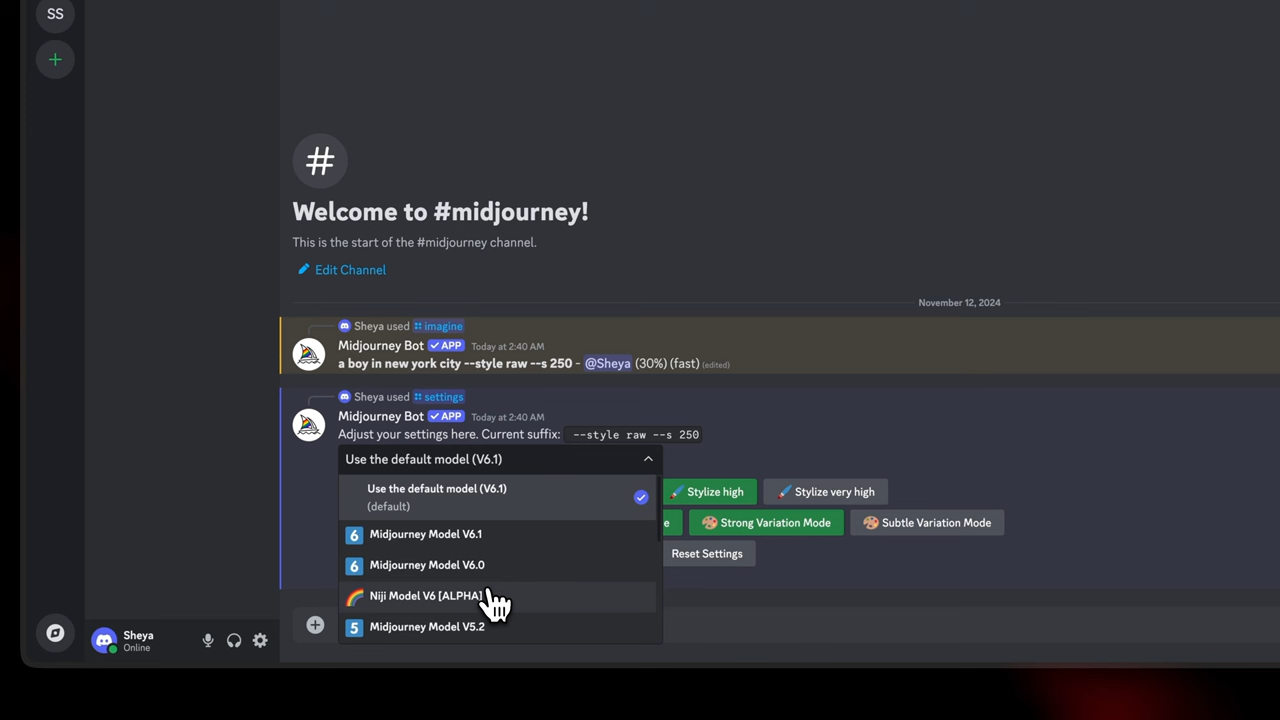 SS
Welcome to #midjourney!
This is the start of the #midjourney channel.
Edit Channel
November 12, 2024
Sheya used imagine
Midjourney Bot APP Today at 2:40 AM
a boy in new york city --style raw --s 250 - @Sheya (30%) (fast) (edited)
Sheya used settings
Midjourney Bot APP Today at 2:40 AM
Adjust your settings here. Current suffix: --style raw --s 250
Use the default model (V6.1)
Use the default model (V6.1)
(default)
Stylize high Stylize very high
e Strong Variation Mode Subtle Variation Mode
6 Midjourney Model V6.1
Reset Settings
6 Midjourney Model V6.0
Niji Model V6 [ALPHA]
5 Midjourney Model V5.2
Sheya
Online